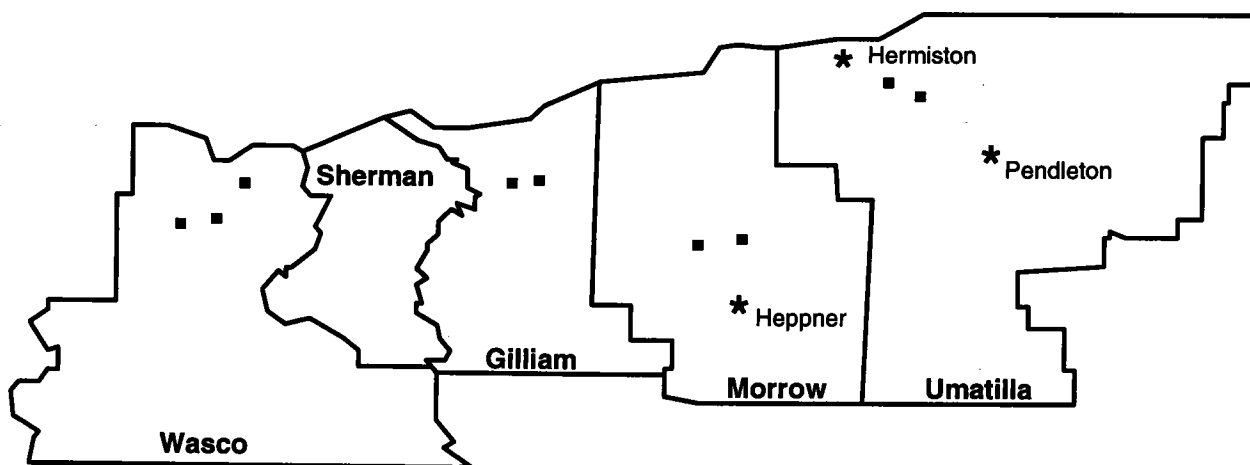 * Hermiston
Sherman
* Pendleton
* Heppner
Gilliam
Morrow
Umatilla
Wasco